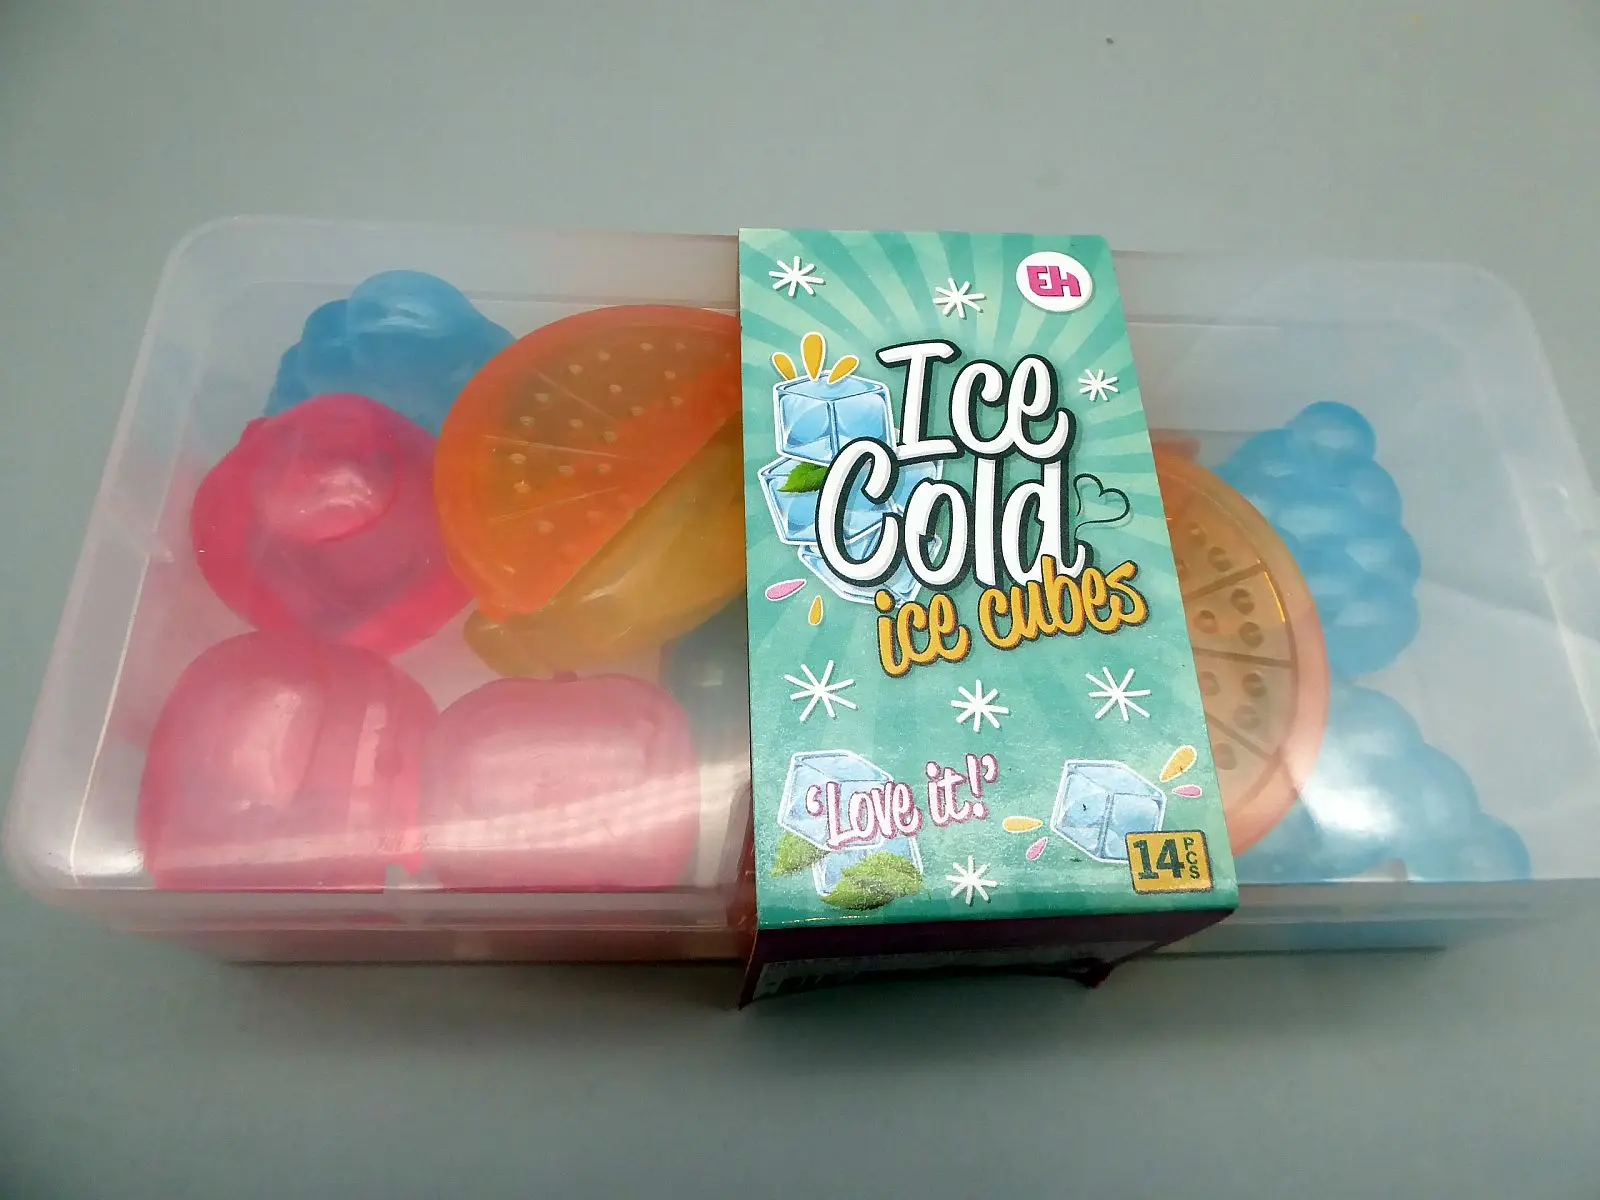 EH
Ice
Cold
ice cubes
'Love it!'
14 PCS